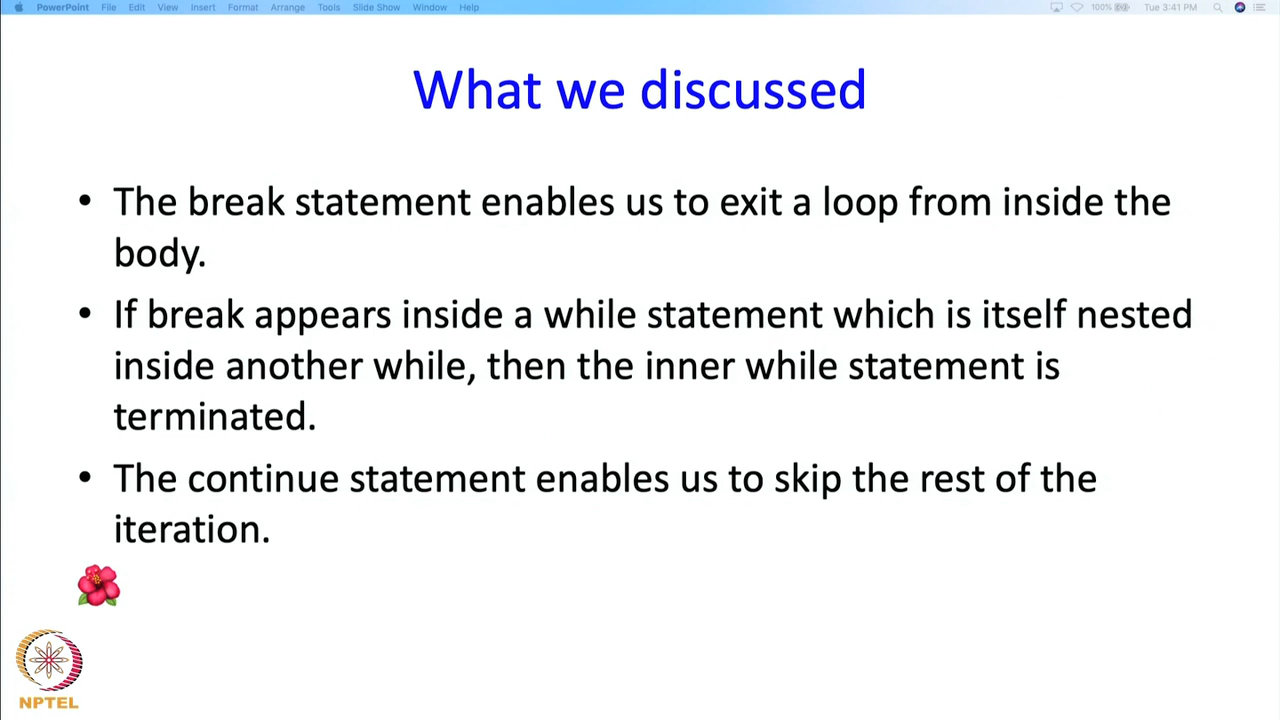 PowerPoint File Edit View Insert Format Arrange Tools Slide Show Window Help 100% Tue 3:41 PM
What we discussed
• The break statement enables us to exit a loop from inside the
body.
• If break appears inside a while statement which is itself nested
inside another while, then the inner while statement is
terminated.
• The continue statement enables us to skip the rest of the
iteration.
NPTEL